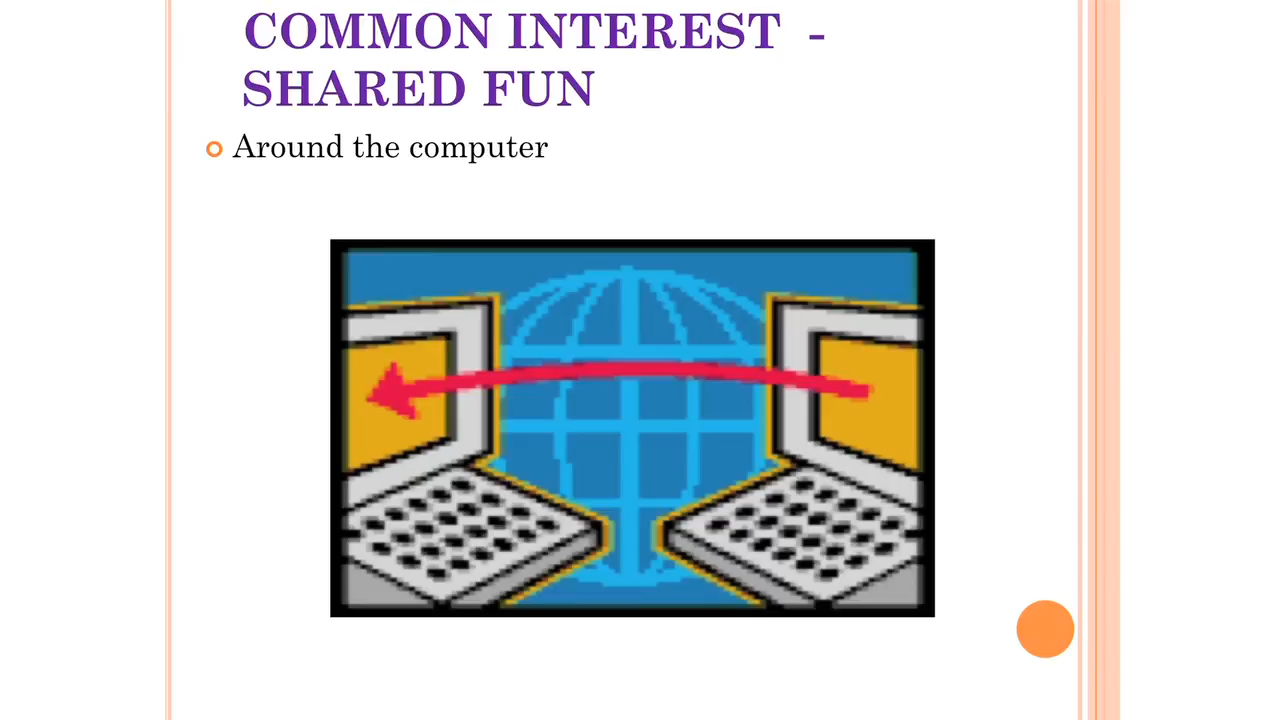 COMMON INTEREST -
SHARED FUN
Around the computer